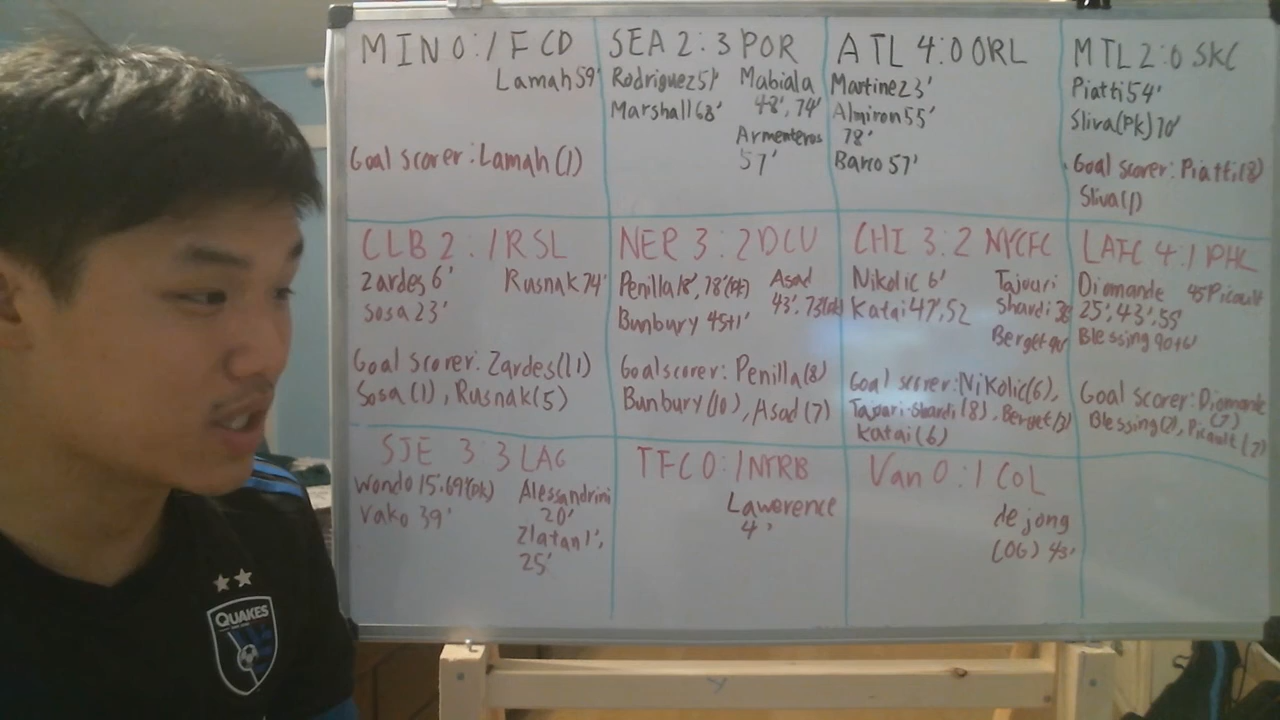 MIN 0:1 FCD
Lamah 59'
Goal scorer: Lamah (1)
SEA 2:3 POR
Rodriguez 51' Mabiala
Marshall 68' 48', 74'
Armenteros
57'
ATL 4:0 ORL
Martine 23'
Almiron 55'
78'
Barco 57'
MTL 2:0 SKC
Piatti 54'
Sliva (PK) 70'
Goal scorer: Piatti (8)
Sliva (1)
CLB 2:1 RSL
Zardes 6' Rusnak 74'
Sosa 23'
Goal scorer: Zardes (11)
Sosa (1), Rusnak (5)
NER 3:2 DCU
Penilla 18', 78' (PK) Asad
Bunbury 45+1' 43', 73 (PK)
Goal scorer: Penilla (8)
Bunbury (10), Asad (7)
CHI 3:2 NYCFC
Nikolic 6' Tajouri
Katai 47', 52 Shardi 38
Berget 90
Goal scorer: Nikolic (6),
Tajouri-Shardi (8), Berget
Katai (6)
LAFC 4:1 PHL
Diomande 45 Picault
25', 43', 55'
Blessing 90+6'
Goal scorer: Diomande
(7)
Blessing (2), Picault (7)
SJE 3:3 LAG
Wondo 15', 69' (PK) Alessandrini
Vako 39' 20'
Zlatan 1',
25'
TFC 0:1 NYRB
Laworence
4'
Van 0:1 COL
de jong
(OG) 43'
QUAKES